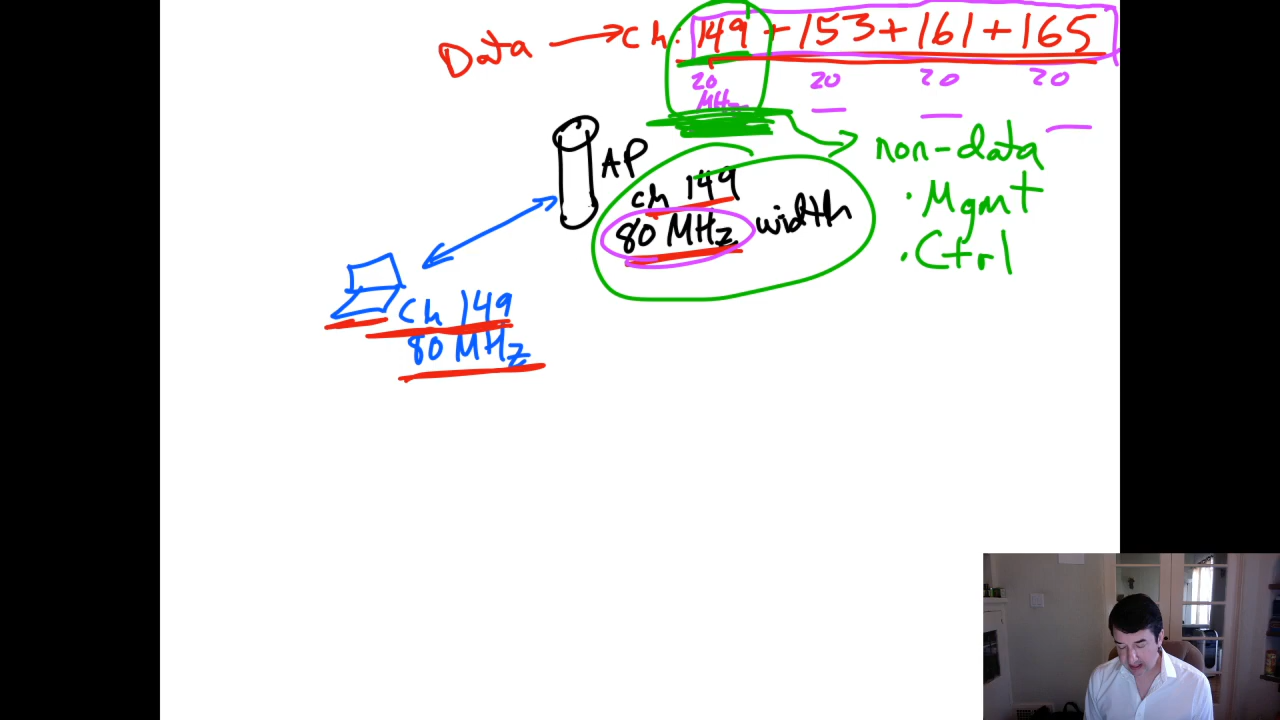 Data → ch. 149 + 153 + 161 + 165
20 MHz 20 20 20
AP
ch 149
80 MHz width
non-data
· Mgmt
· Ctrl
Ch 149
80 MHz